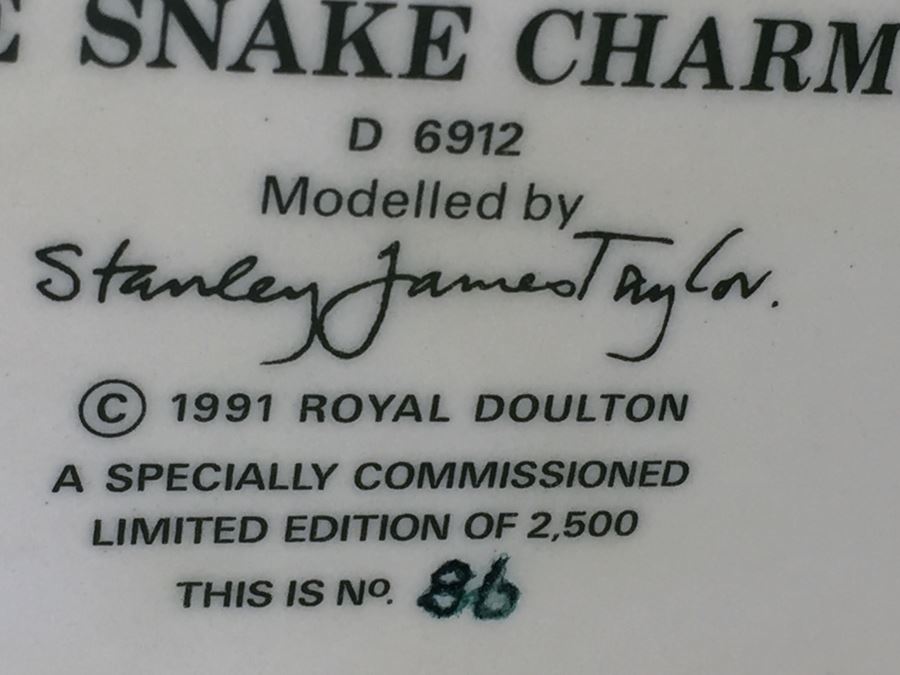 E SNAKE CHARM
D 6912
Modelled by
Stanley James Taylor.
© 1991 ROYAL DOULTON
A SPECIALLY COMMISSIONED
LIMITED EDITION OF 2,500
THIS IS Nº. 86